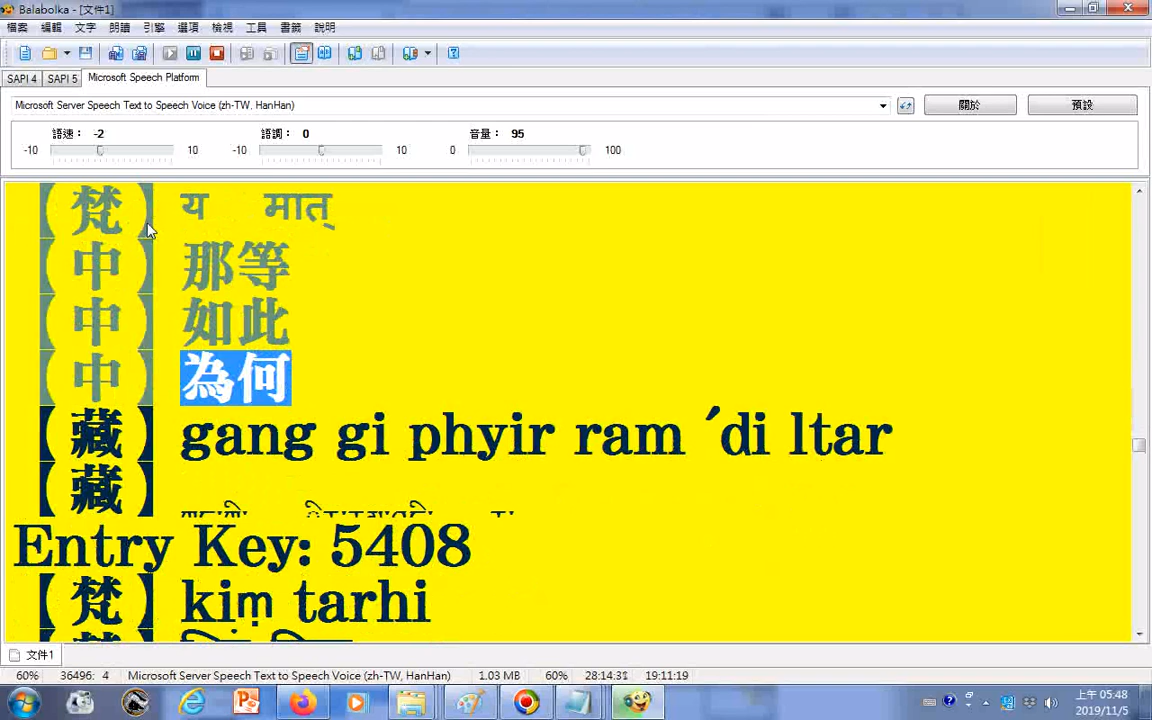 Balabolka - [文件1]
檔案 編輯 文字 朗讀 引擎 選項 檢視 工具 書籤 說明
SAPI 4 SAPI 5 Microsoft Speech Platform
Microsoft Server Speech Text to Speech Voice (zh-TW, HanHan) 關於 預設
語速： -2 語調： 0 音量： 95
-10 10 -10 10 0 100
【梵】 य मात्
【中】 那等
【中】 如此
【中】 為何
【藏】 gang gi phyir ram ´di ltar
【藏】
Entry Key: 5408
【梵】 kiṃ tarhi
文件1
60% 36496: 4 Microsoft Server Speech Text to Speech Voice (zh-TW, HanHan) 1.03 MB 60% 28:14:31 19:11:19
上午 05:48
2019/11/5